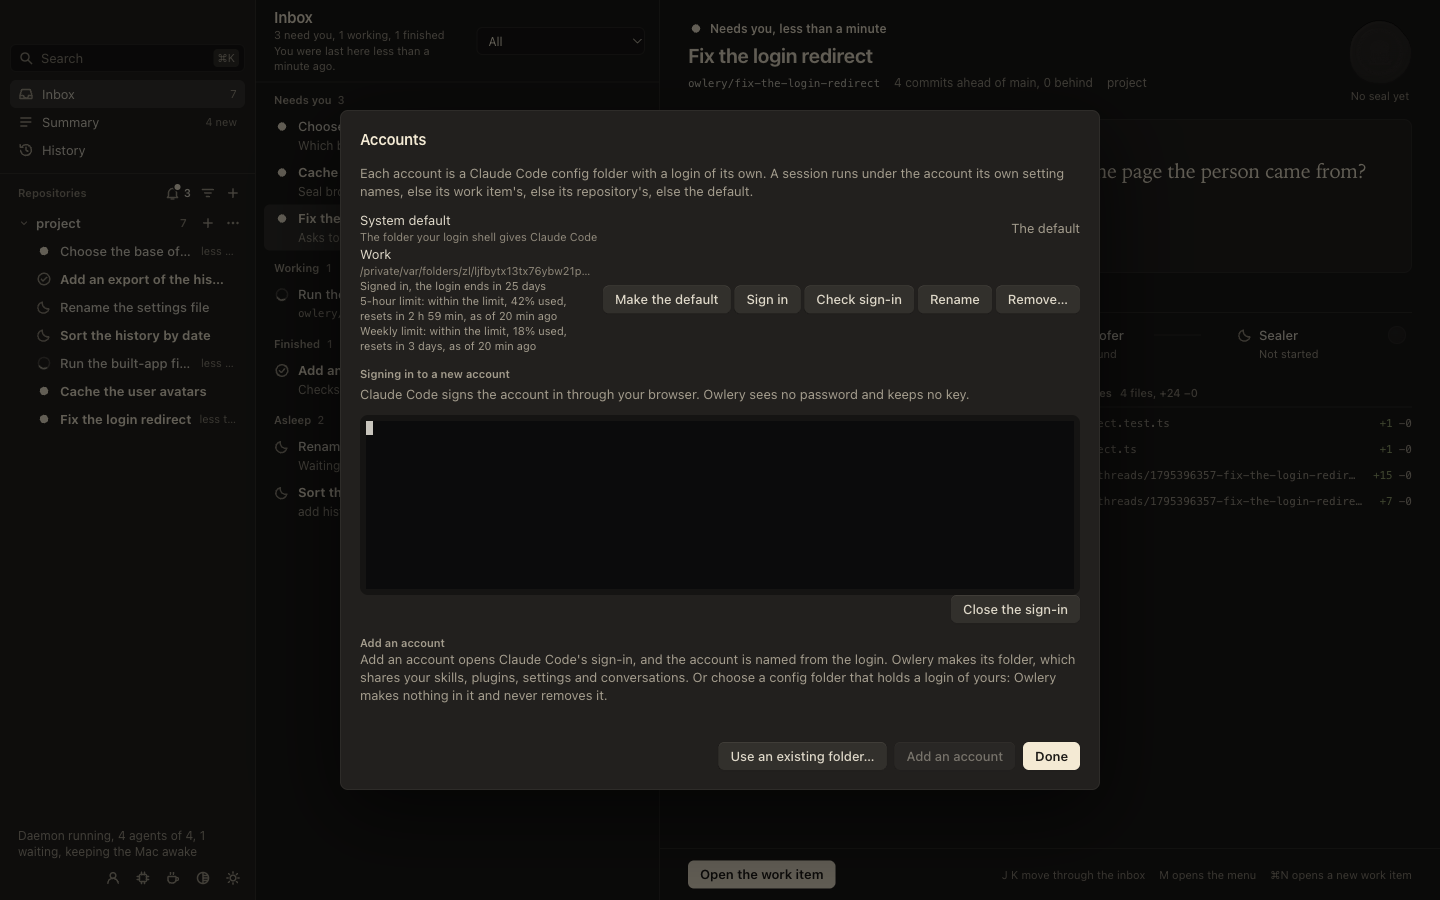 Search ⌘K
Inbox 7
Summary 4 new
History
Repositories 3
project 7
Choose the base of... less ...
Add an export of the his...
Rename the settings file
Sort the history by date
Run the built-app fi... less ...
Cache the user avatars
Fix the login redirect less t...
Daemon running, 4 agents of 4, 1
waiting, keeping the Mac awake
Inbox
3 need you, 1 working, 1 finished
You were last here less than a
minute ago.
All
Needs you 3
Choose
Which b
Cache
Seal bro
Fix the
Asks to
Working 1
Run the
owlery/
Finished 1
Add an
Checks
Asleep 2
Rename
Waiting
Sort th
add his
Needs you, less than a minute
Fix the login redirect
owlery/fix-the-login-redirect 4 commits ahead of main, 0 behind project
No seal yet
he page the person came from?
ofer
und
Sealer
Not started
es 4 files, +24 −0
ect.test.ts +1 −0
ect.ts +1 −0
threads/1795396357-fix-the-login-redir… +15 −0
threads/1795396357-fix-the-login-redire… +7 −0
Open the work item
J K move through the inbox M opens the menu ⌘N opens a new work item
Accounts
Each account is a Claude Code config folder with a login of its own. A session runs under the account its own setting
names, else its work item's, else its repository's, else the default.
System default
The folder your login shell gives Claude Code
The default
Work
/private/var/folders/zl/ljfbytx13tx76ybw21p...
Signed in, the login ends in 25 days
5-hour limit: within the limit, 42% used,
resets in 2 h 59 min, as of 20 min ago
Weekly limit: within the limit, 18% used,
resets in 3 days, as of 20 min ago
Make the default Sign in Check sign-in Rename Remove...
Signing in to a new account
Claude Code signs the account in through your browser. Owlery sees no password and keeps no key.
Close the sign-in
Add an account
Add an account opens Claude Code's sign-in, and the account is named from the login. Owlery makes its folder, which
shares your skills, plugins, settings and conversations. Or choose a config folder that holds a login of yours: Owlery
makes nothing in it and never removes it.
Use an existing folder... Add an account Done